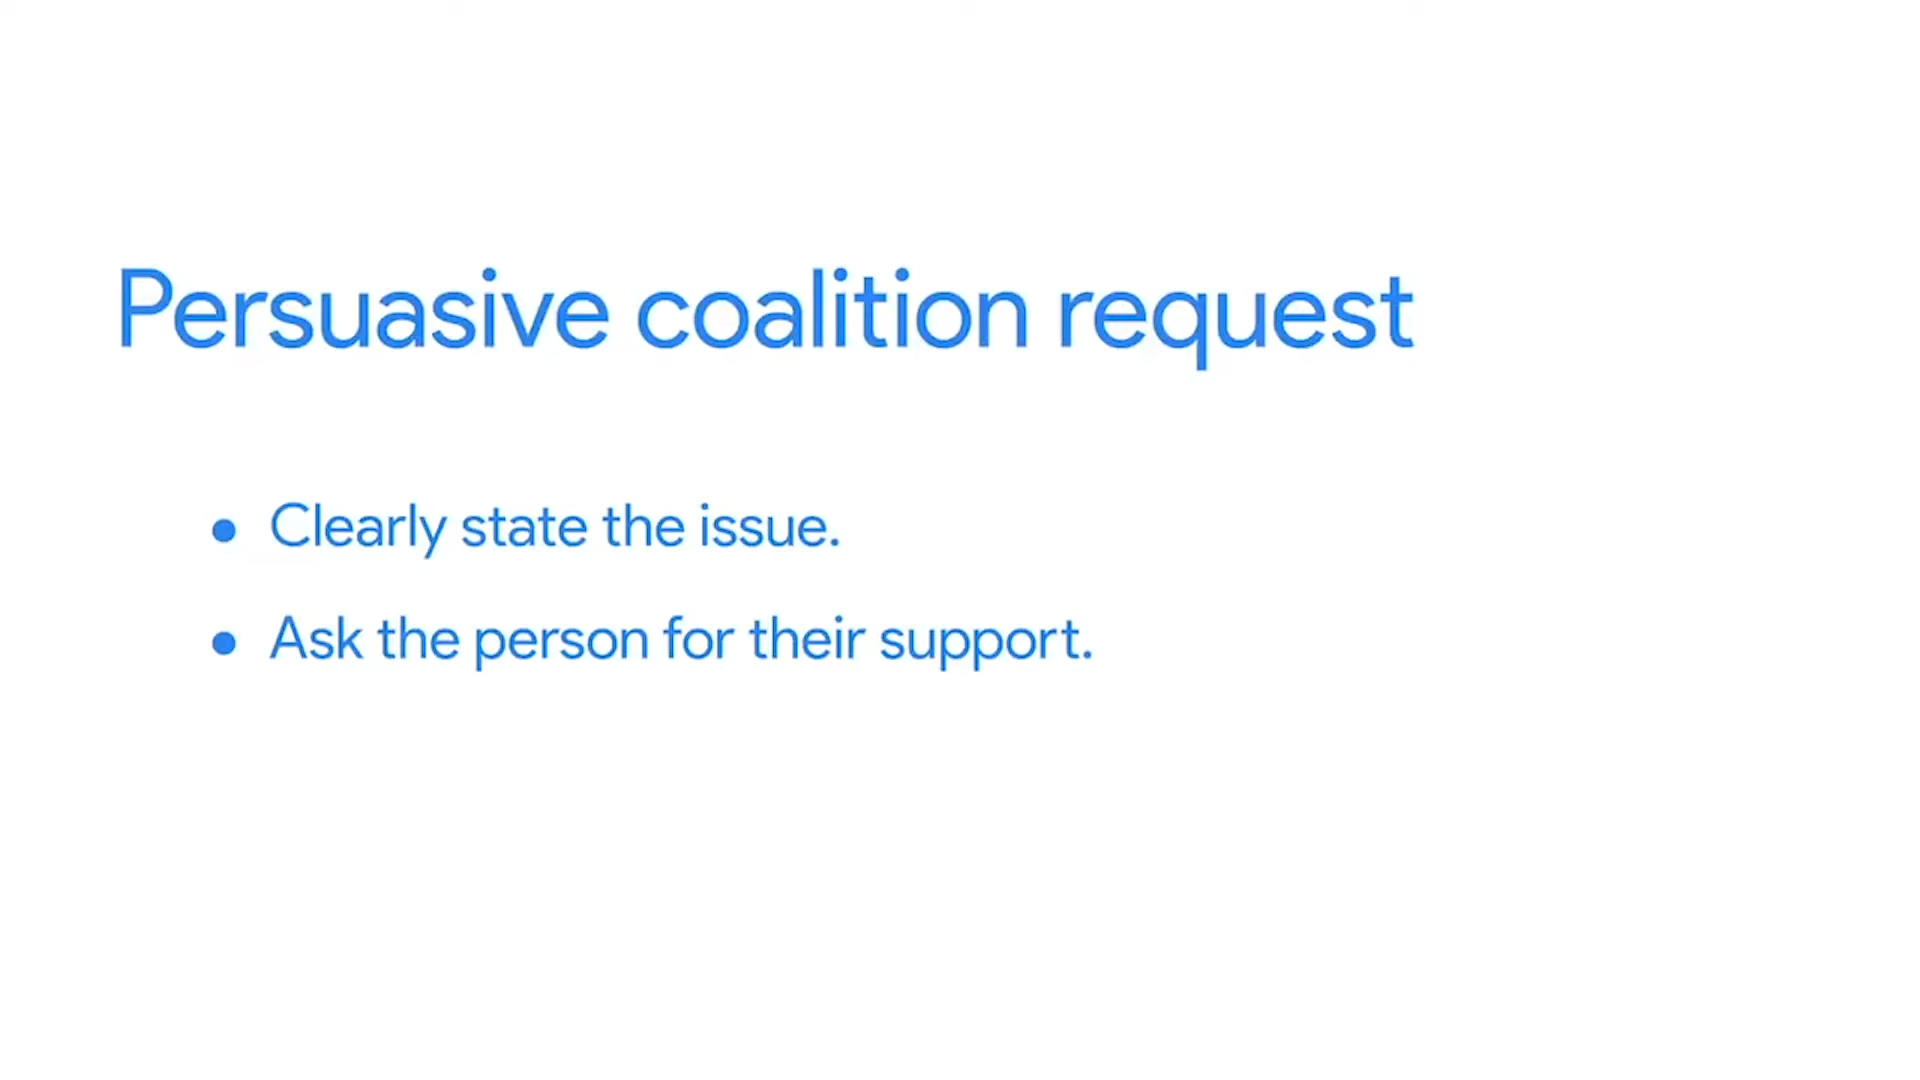 Persuasive coalition request
• Clearly state the issue.
• Ask the person for their support.